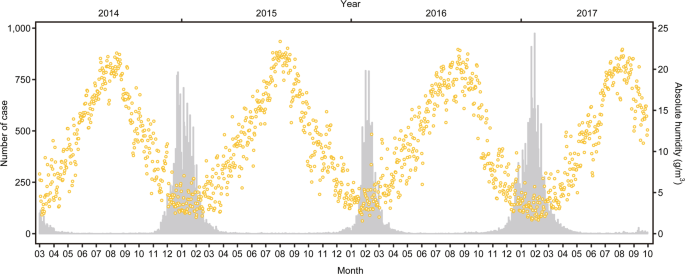 Year
2014 2015 2016 2017
1,000
750
500
250
0
Number of case
25
20
15
10
5
0
Absolute humidity (g/m3)
03 04 05 06 07 08 09 10 11 12 01 02 03 04 05 06 07 08 09 10 11 12 01 02 03 04 05 06 07 08 09 10 11 12 01 02 03 04 05 06 07 08 09 10
Month